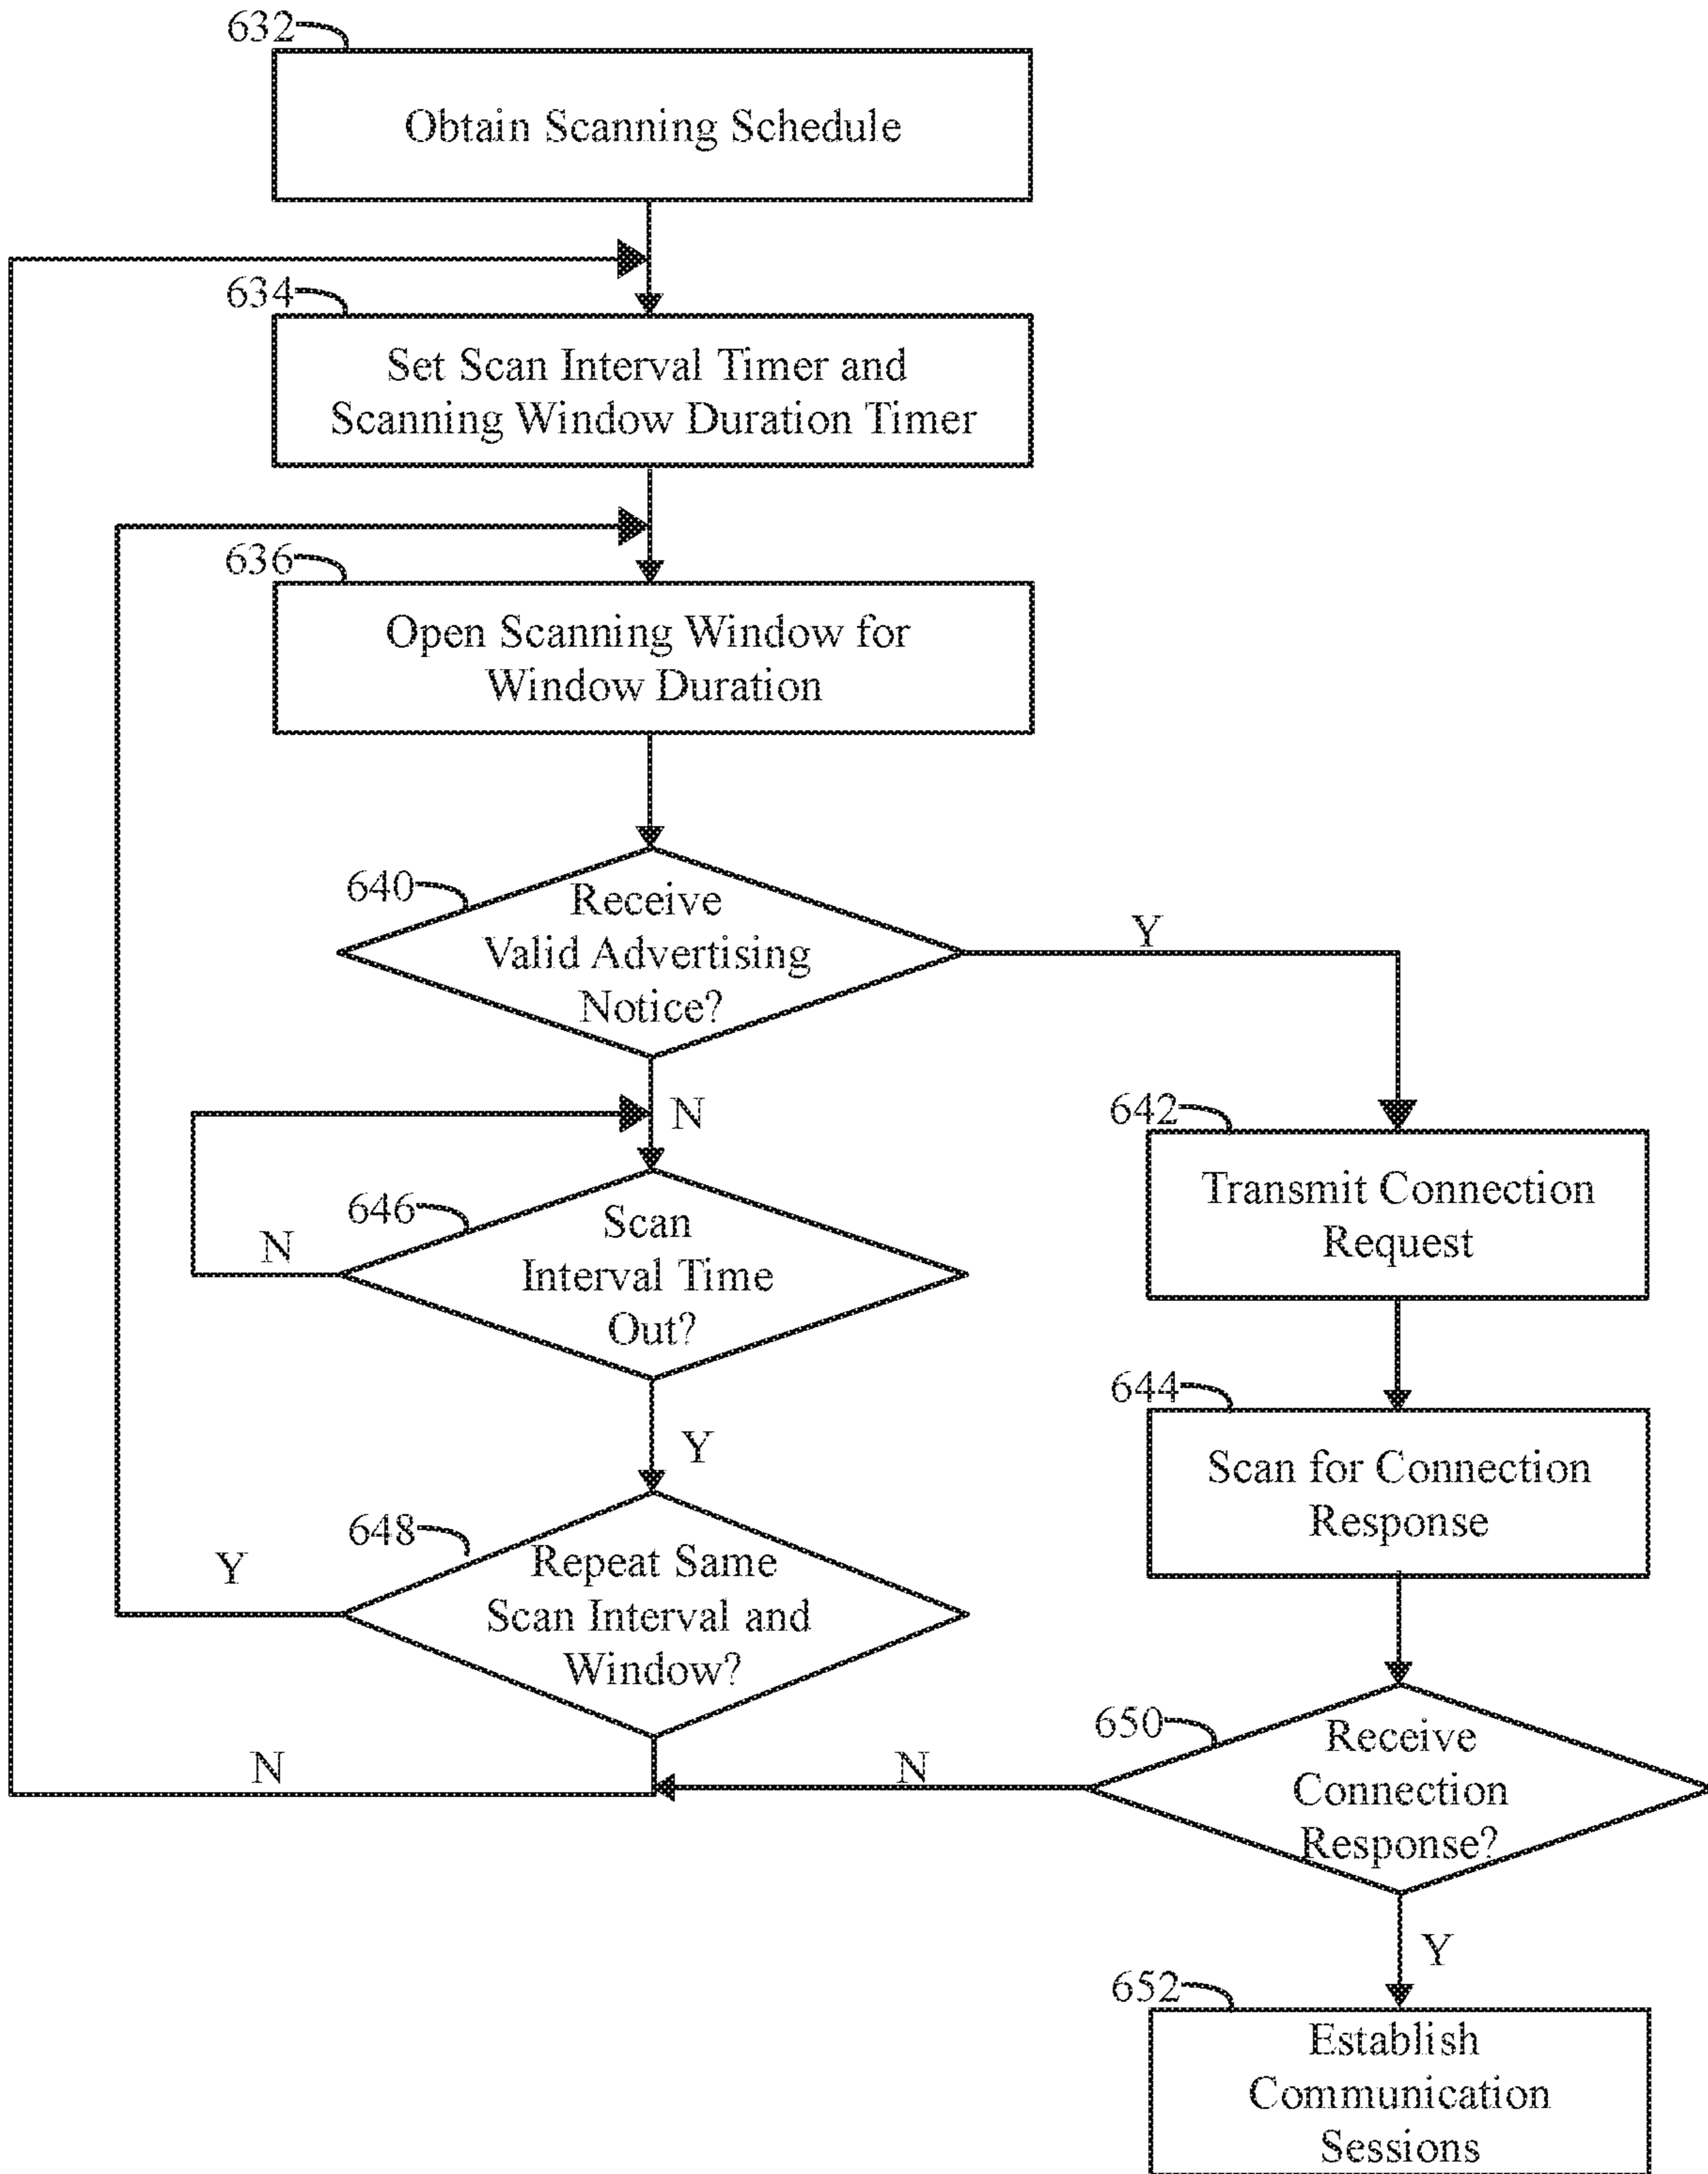 632
Obtain Scanning Schedule
634
Set Scan Interval Timer and
Scanning Window Duration Timer
636
Open Scanning Window for
Window Duration
640
Receive
Valid Advertising
Notice?
Y
N
642
Transmit Connection
Request
646
Scan
Interval Time
Out?
N
Y
644
Scan for Connection
Response
648
Repeat Same
Scan Interval and
Window?
Y
N
650
Receive
Connection
Response?
N
Y
652
Establish
Communication
Sessions